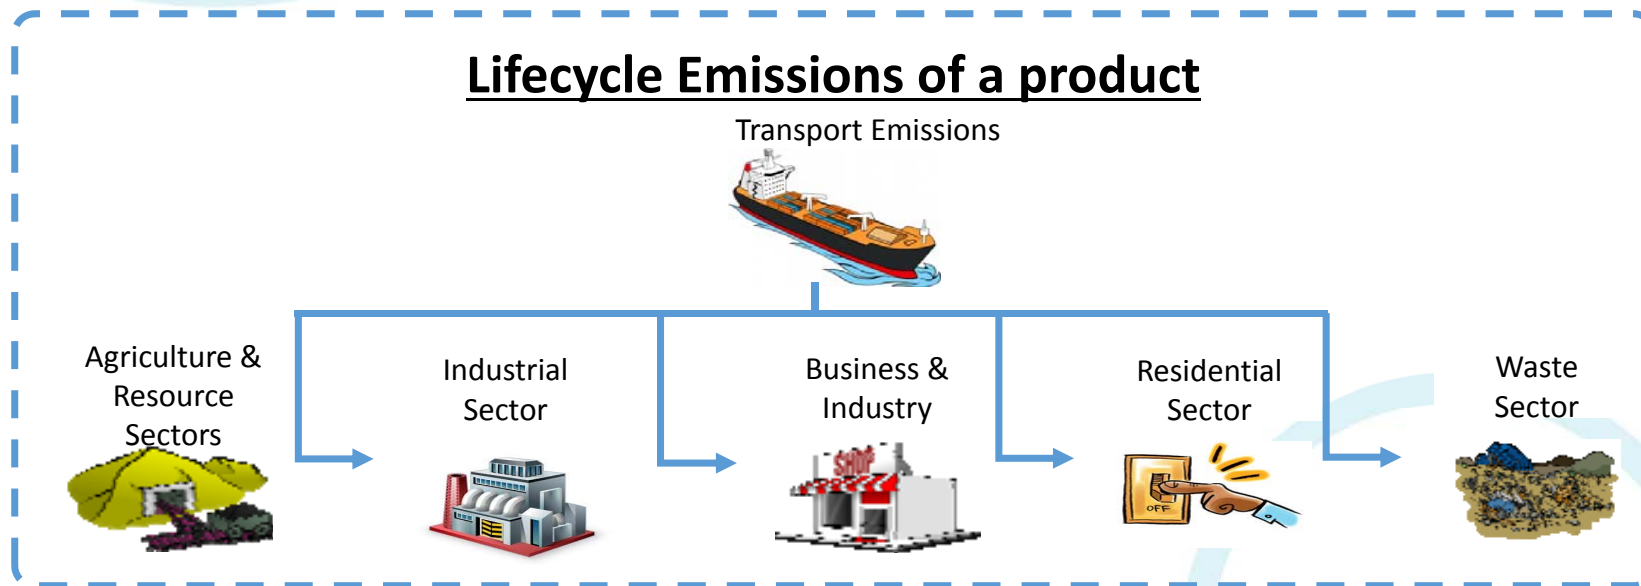 Lifecycle Emissions of a product
Transport Emissions
Agriculture &
Resource
Sectors
Industrial
Sector
Business &
Industry
Residential
Sector
Waste
Sector
SHOP
OFF